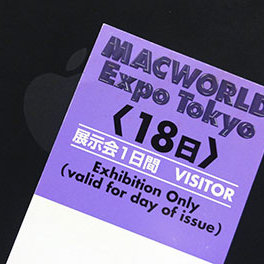 MACWORLD
Expo Tokyo
〈18日〉
展示会1日間 VISITOR
Exhibition Only
(valid for day of issue)